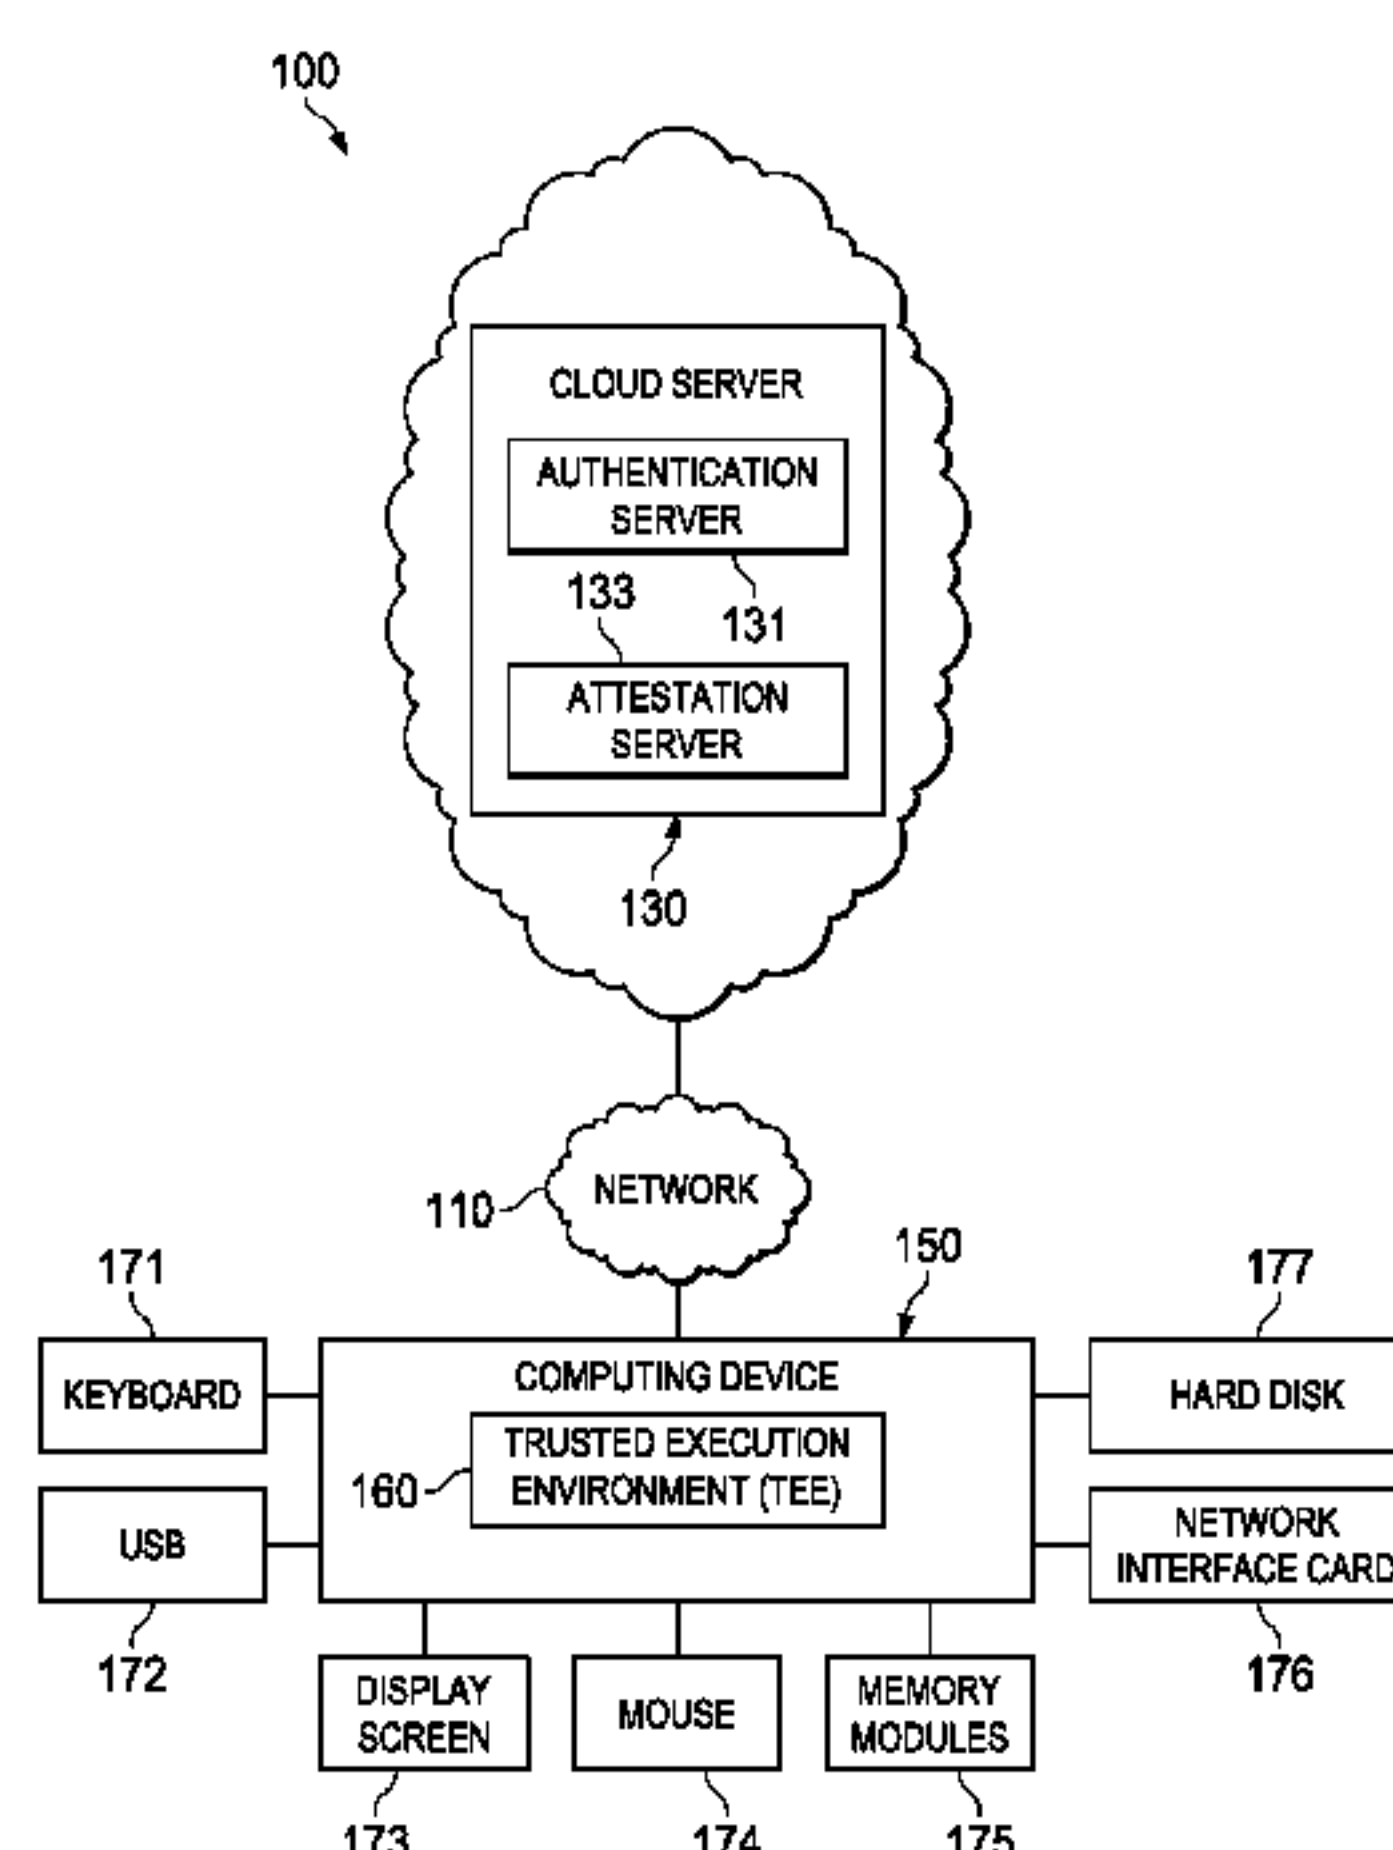 100
CLOUD SERVER
AUTHENTICATION
SERVER
133
131
ATTESTATION
SERVER
130
NETWORK
110
150
171
177
COMPUTING DEVICE
KEYBOARD
HARD DISK
TRUSTED EXECUTION
ENVIRONMENT (TEE)
160
USB
NETWORK
INTERFACE CARD
172
176
DISPLAY
SCREEN
MOUSE
MEMORY
MODULES
173
174
175